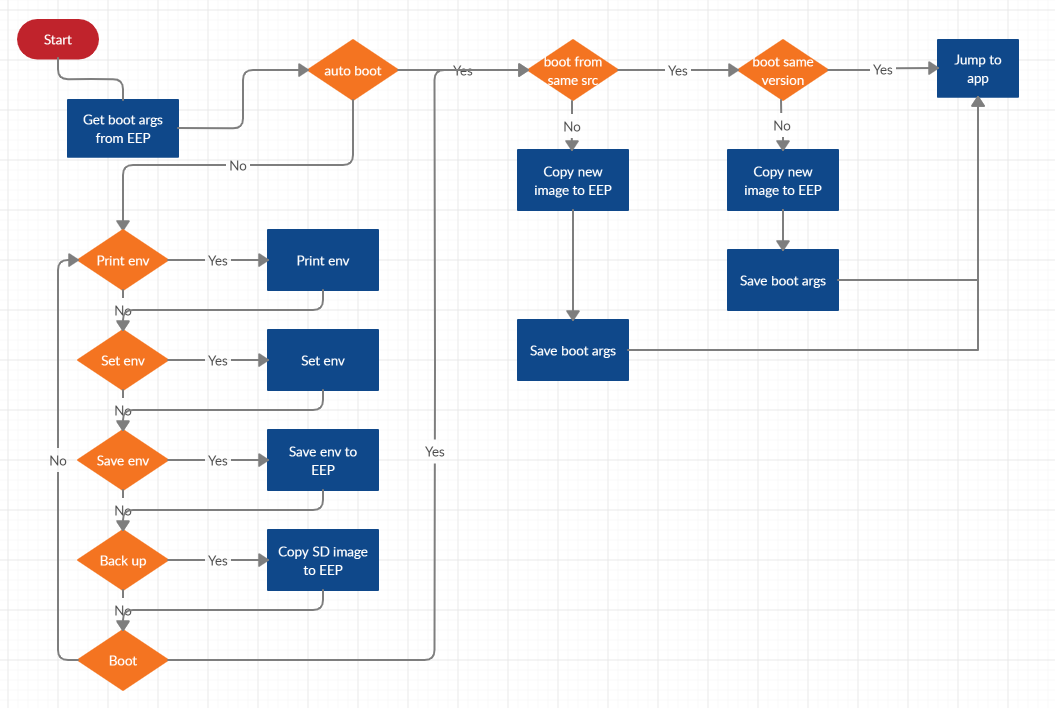 Start
Get boot args
from EEP
auto boot
Yes
boot from
same src
Yes
boot same
version
Yes
Jump to
app
No
No
No
Copy new
image to EEP
Copy new
image to EEP
Print env
Yes
Print env
Save boot args
No
Save boot args
Set env
Yes
Set env
No
No
Save env
Yes
Save env to
EEP
Yes
No
Back up
Yes
Copy SD image
to EEP
No
Boot